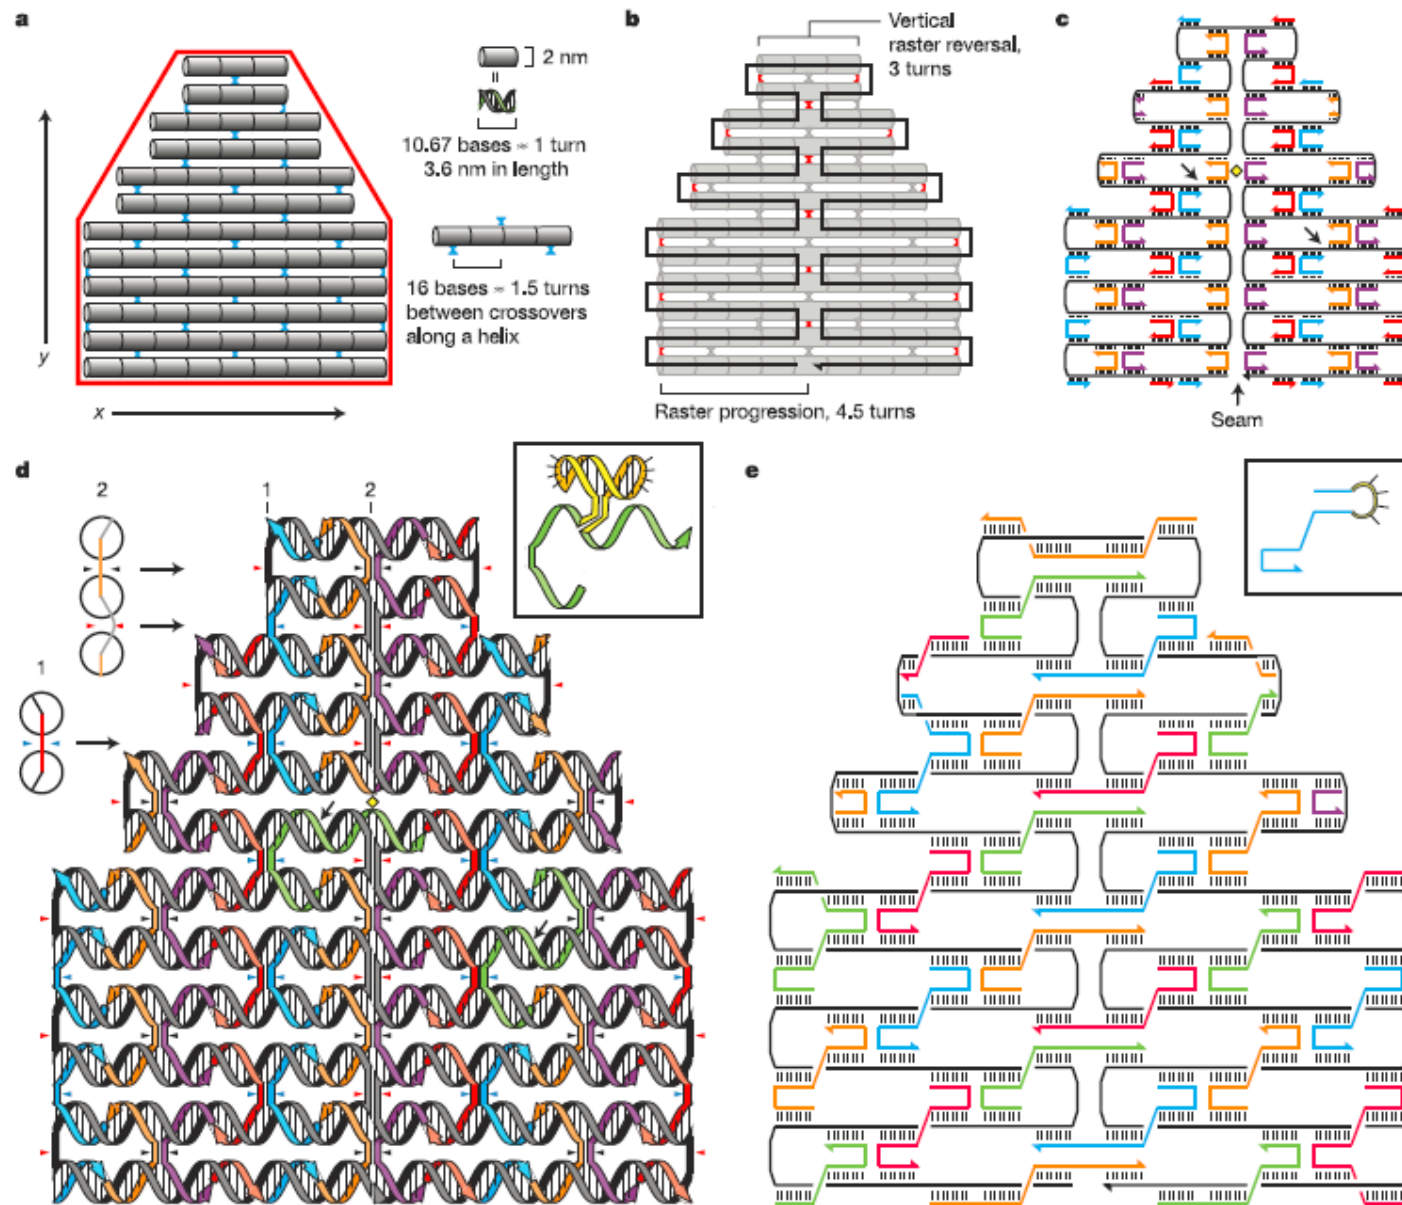 a
2 nm
10.67 bases ≈ 1 turn
3.6 nm in length
16 bases ≈ 1.5 turns
between crossovers
along a helix
y
x
b
Vertical
raster reversal,
3 turns
Raster progression, 4.5 turns
c
Seam
d
2
1
1
2
e